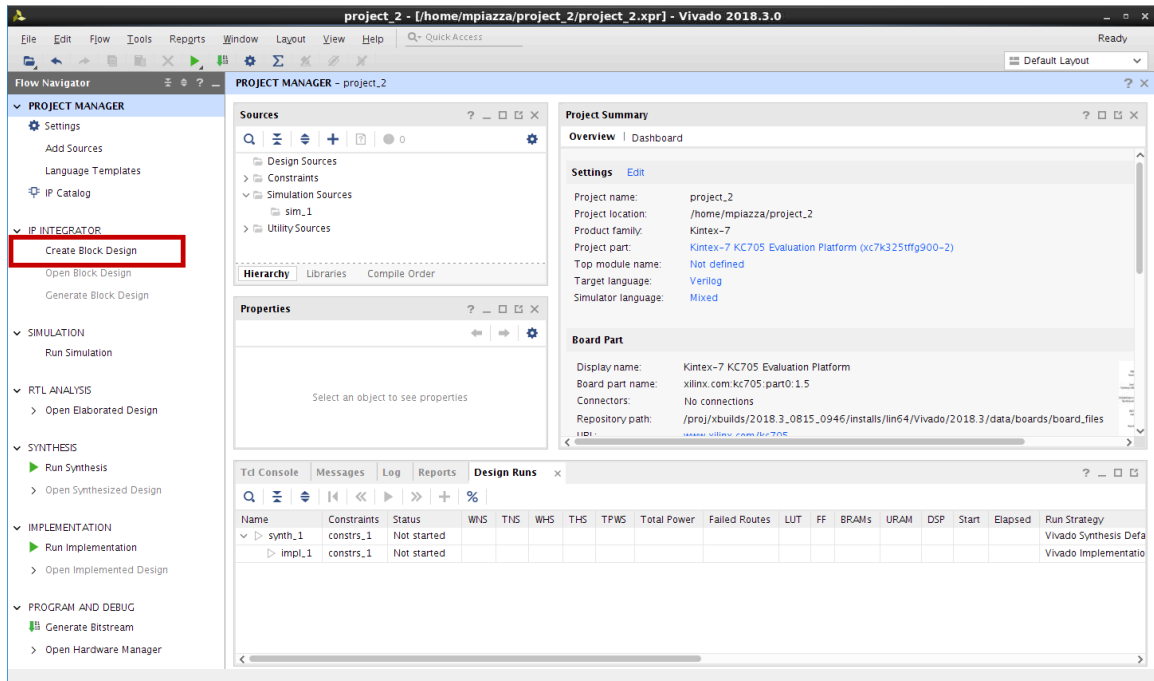 project_2 - [/home/mpiazza/project_2/project_2.xpr] - Vivado 2018.3.0
File Edit Flow Tools Reports Window Layout View Help Quick Access Ready
Default Layout
Flow Navigator
PROJECT MANAGER
Settings
Add Sources
Language Templates
IP Catalog
IP INTEGRATOR
Create Block Design
Open Block Design
Generate Block Design
SIMULATION
Run Simulation
RTL ANALYSIS
Open Elaborated Design
SYNTHESIS
Run Synthesis
Open Synthesized Design
IMPLEMENTATION
Run Implementation
Open Implemented Design
PROGRAM AND DEBUG
Generate Bitstream
Open Hardware Manager
PROJECT MANAGER - project_2
Sources
0
Design Sources
Constraints
Simulation Sources
sim_1
Utility Sources
Hierarchy Libraries Compile Order
Properties
Select an object to see properties
Project Summary
Overview | Dashboard
Settings Edit
Project name: project_2
Project location: /home/mpiazza/project_2
Product family: Kintex-7
Project part: Kintex-7 KC705 Evaluation Platform (xc7k325tffg900-2)
Top module name: Not defined
Target language: Verilog
Simulator language: Mixed
Board Part
Display name: Kintex-7 KC705 Evaluation Platform
Board part name: xilinx.com:kc705:part0:1.5
Connectors: No connections
Repository path: /proj/xbuilds/2018.3_0815_0946/installs/lin64/Vivado/2018.3/data/boards/board_files
URL: www.xilinx.com/kc705
Tcl Console Messages Log Reports Design Runs
Name Constraints Status WNS TNS WHS THS TPWS Total Power Failed Routes LUT FF BRAMs URAM DSP Start Elapsed Run Strategy
synth_1 constrs_1 Not started Vivado Synthesis Defa
impl_1 constrs_1 Not started Vivado Implementatio